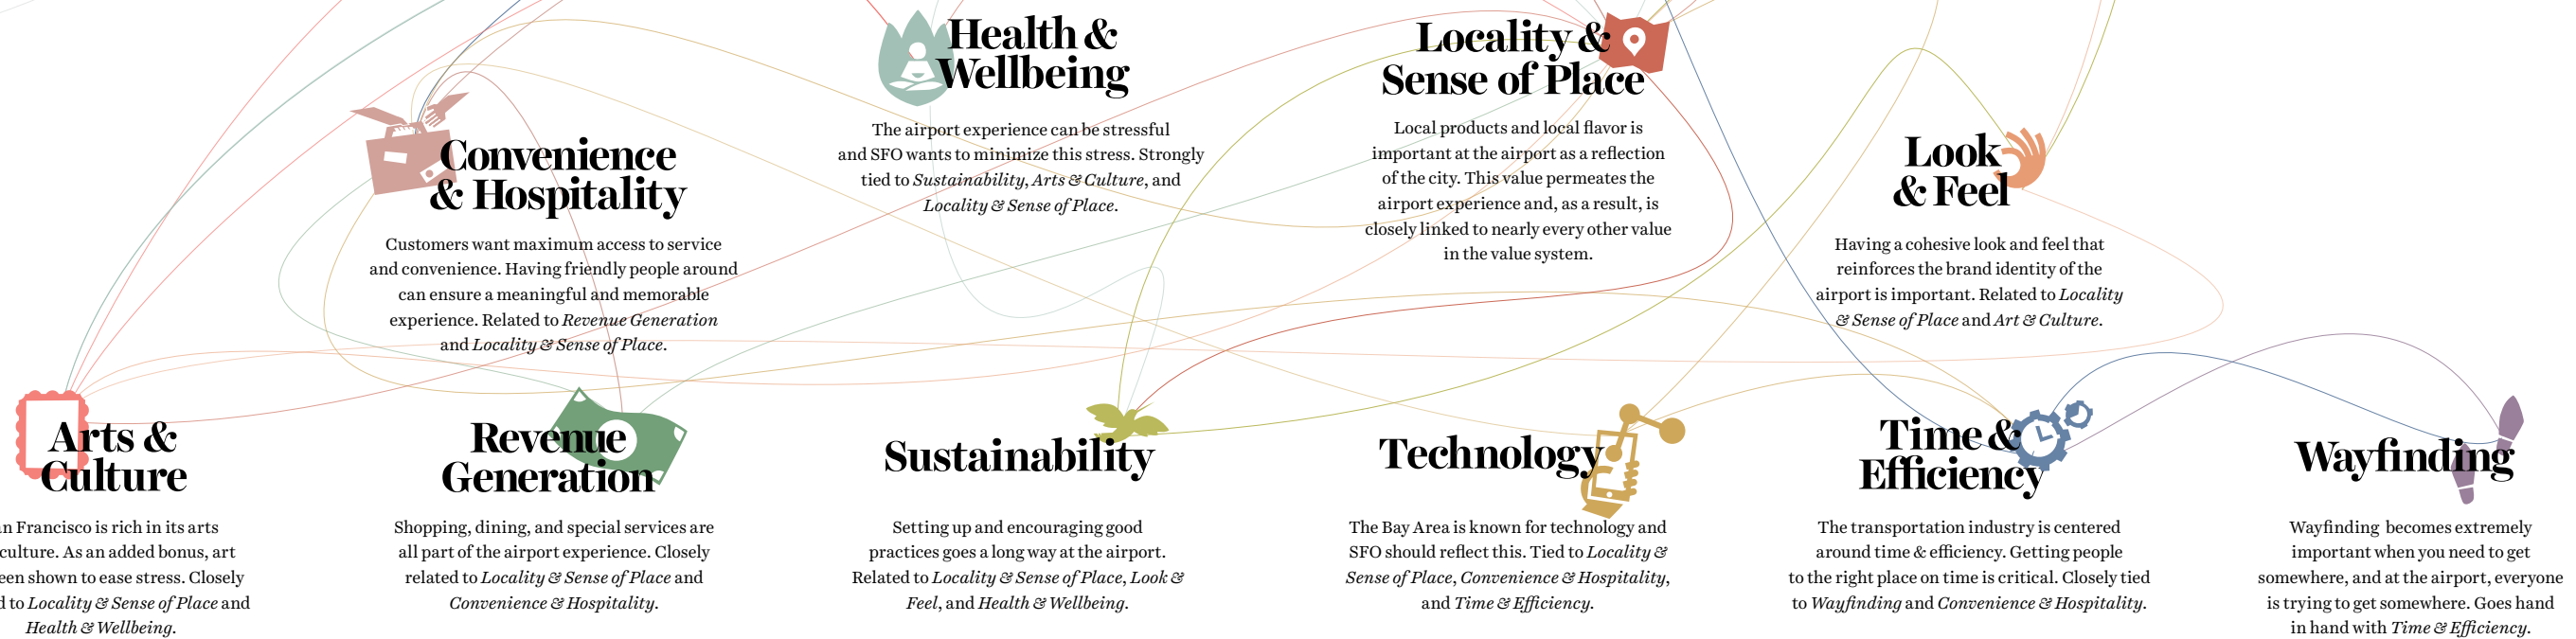 Health &
Wellbeing
The airport experience can be stressful
and SFO wants to minimize this stress. Strongly
tied to Sustainability, Arts & Culture, and
Locality & Sense of Place.
Locality &
Sense of Place
Local products and local flavor is
important at the airport as a reflection
of the city. This value permeates the
airport experience and, as a result, is
closely linked to nearly every other value
in the value system.
Convenience
& Hospitality
Customers want maximum access to service
and convenience. Having friendly people around
can ensure a meaningful and memorable
experience. Related to Revenue Generation
and Locality & Sense of Place.
Look
& Feel
Having a cohesive look and feel that
reinforces the brand identity of the
airport is important. Related to Locality
& Sense of Place and Art & Culture.
Arts &
Culture
Francisco is rich in its arts
culture. As an added bonus, art
shown to ease stress. Closely
to Locality & Sense of Place and
Health & Wellbeing.
Revenue
Generation
Shopping, dining, and special services are
all part of the airport experience. Closely
related to Locality & Sense of Place and
Convenience & Hospitality.
Sustainability
Setting up and encouraging good
practices goes a long way at the airport.
Related to Locality & Sense of Place, Look &
Feel, and Health & Wellbeing.
Technology
The Bay Area is known for technology and
SFO should reflect this. Tied to Locality &
Sense of Place, Convenience & Hospitality,
and Time & Efficiency.
Time &
Efficiency
The transportation industry is centered
around time & efficiency. Getting people
to the right place on time is critical. Closely tied
to Wayfinding and Convenience & Hospitality.
Wayfinding
Wayfinding becomes extremely
important when you need to get
somewhere, and at the airport, everyone
is trying to get somewhere. Goes hand
in hand with Time & Efficiency.